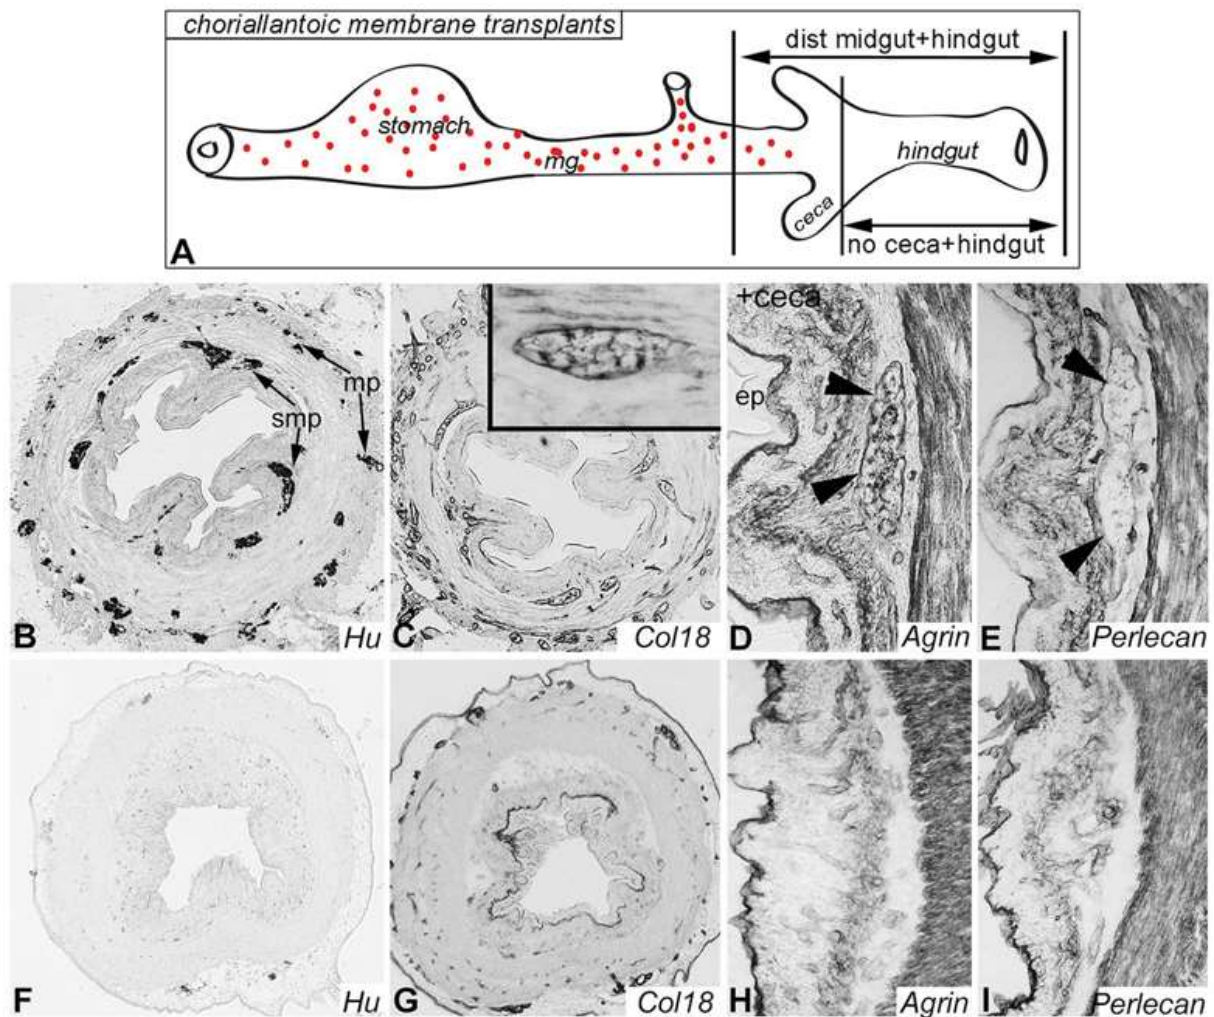 choriallantoic membrane transplants
dist midgut+hindgut
stomach
mg
hindgut
ceca
no ceca+hindgut
A
mp
smp
B
Hu
C
Col18
+ceca
ep
D
Agrin
E
Perlecan
F
Hu
G
Col18
H
Agrin
I
Perlecan